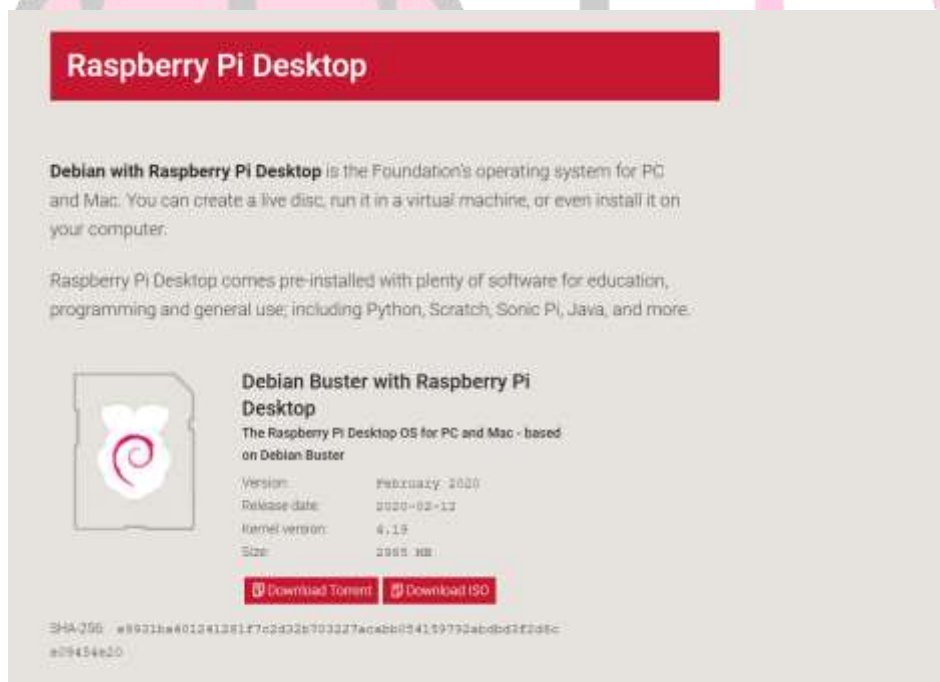 Raspberry Pi Desktop
Debian with Raspberry Pi Desktop is the Foundation's operating system for PC
and Mac. You can create a live disc, run it in a virtual machine, or even install it on
your computer.
Raspberry Pi Desktop comes pre-installed with plenty of software for education,
programming and general use; including Python, Scratch, Sonic Pi, Java, and more.
Debian Buster with Raspberry Pi
Desktop
The Raspberry Pi Desktop OS for PC and Mac - based
on Debian Buster
Version: February 2020
Release date: 2020-02-12
Kernel version: 4.19
Size: MB
Download Torrent Download ISO
SHA-256: